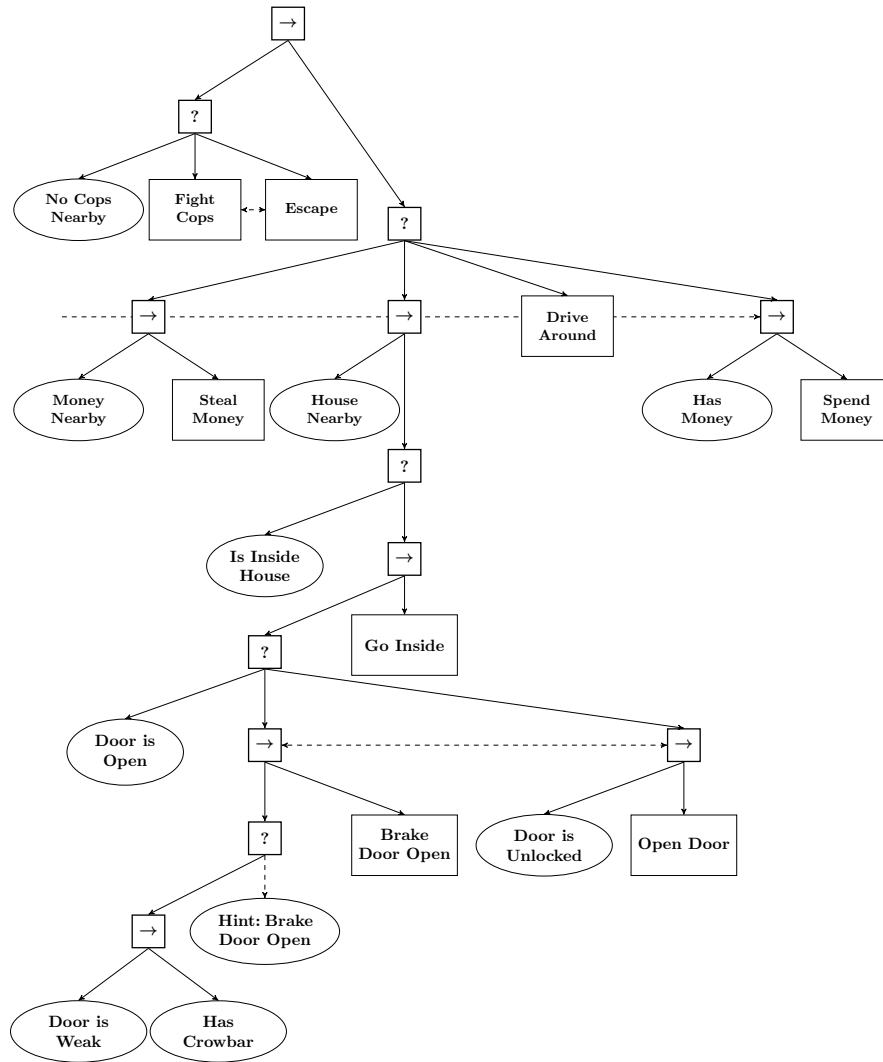 →
?
No Cops
Nearby
Fight
Cops
Escape
?
→
→
Drive
Around
→
Money
Nearby
Steal
Money
House
Nearby
Has
Money
Spend
Money
?
Is Inside
House
→
Go Inside
?
Door is
Open
→
→
?
Brake
Door Open
Door is
Unlocked
Open Door
→
Hint: Brake
Door Open
Door is
Weak
Has
Crowbar